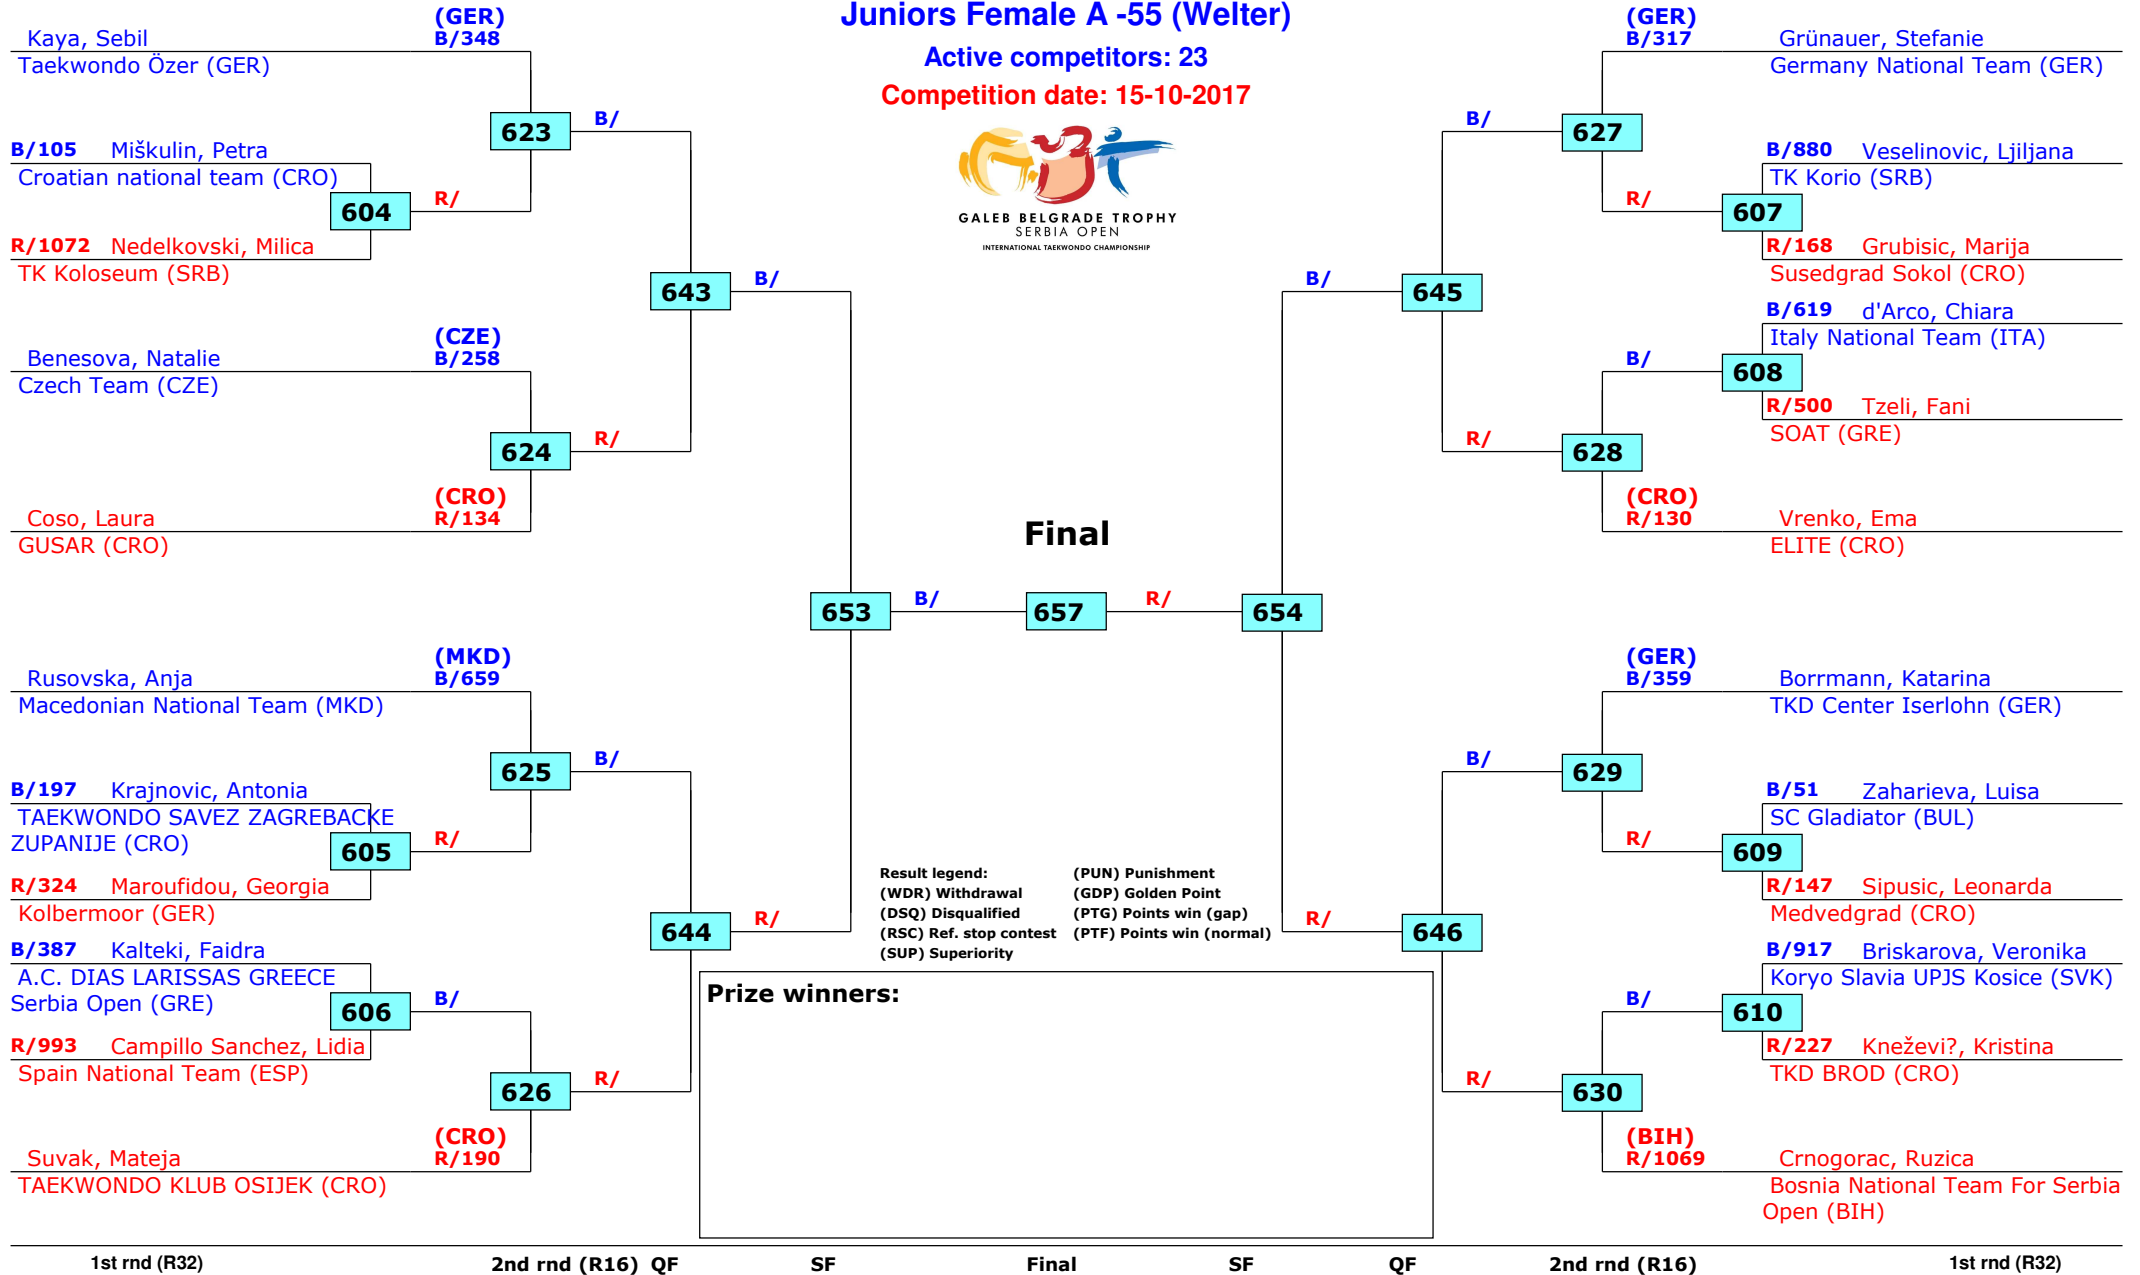 Juniors Female A -55 (Welter)
Active competitors: 23
Competition date: 15-10-2017
GALEB BELGRADE TROPHY
SERBIA OPEN
INTERNATIONAL TAEKWONDO CHAMPIONSHIP
(GER)
Kaya, Sebil B/348
Taekwondo Özer (GER)
623 B/
B/105 Miškulin, Petra
Croatian national team (CRO)
604 R/
R/1072 Nedelkovski, Milica
TK Koloseum (SRB)
643 B/
(CZE)
Benesova, Natalie B/258
Czech Team (CZE)
624 R/
(CRO)
Coso, Laura R/134
GUSAR (CRO)
653 B/
(MKD)
Rusovska, Anja B/659
Macedonian National Team (MKD)
625 B/
B/197 Krajnovic, Antonia
TAEKWONDO SAVEZ ZAGREBACKE
ZUPANIJE (CRO)
605 R/
R/324 Maroufidou, Georgia
Kolbermoor (GER)
644 R/
B/387 Kalteki, Faidra
A.C. DIAS LARISSAS GREECE
Serbia Open (GRE)
606 B/
R/993 Campillo Sanchez, Lidia
Spain National Team (ESP)
626 R/
(CRO)
Suvak, Mateja R/190
TAEKWONDO KLUB OSIJEK (CRO)
Final
657
(GER)
B/317 Grünauer, Stefanie
Germany National Team (GER)
B/ 627
B/880 Veselinovic, Ljiljana
TK Korio (SRB)
R/ 607
R/168 Grubisic, Marija
Susedgrad Sokol (CRO)
B/ 645
B/619 d'Arco, Chiara
Italy National Team (ITA)
B/ 608
R/500 Tzeli, Fani
SOAT (GRE)
R/ 628
(CRO)
R/130 Vrenko, Ema
ELITE (CRO)
R/ 654
(GER)
B/359 Borrmann, Katarina
TKD Center Iserlohn (GER)
B/ 629
B/51 Zaharieva, Luisa
SC Gladiator (BUL)
R/ 609
R/147 Sipusic, Leonarda
Medvedgrad (CRO)
R/ 646
B/917 Briskarova, Veronika
Koryo Slavia UPJS Kosice (SVK)
B/ 610
R/227 Kneževi?, Kristina
TKD BROD (CRO)
R/ 630
(BIH)
R/1069 Crnogorac, Ruzica
Bosnia National Team For Serbia
Open (BIH)
Result legend: (PUN) Punishment
(WDR) Withdrawal (GDP) Golden Point
(DSQ) Disqualified (PTG) Points win (gap)
(RSC) Ref. stop contest (PTF) Points win (normal)
(SUP) Superiority
Prize winners:
1st rnd (R32) 2nd rnd (R16) QF SF Final SF QF 2nd rnd (R16) 1st rnd (R32)